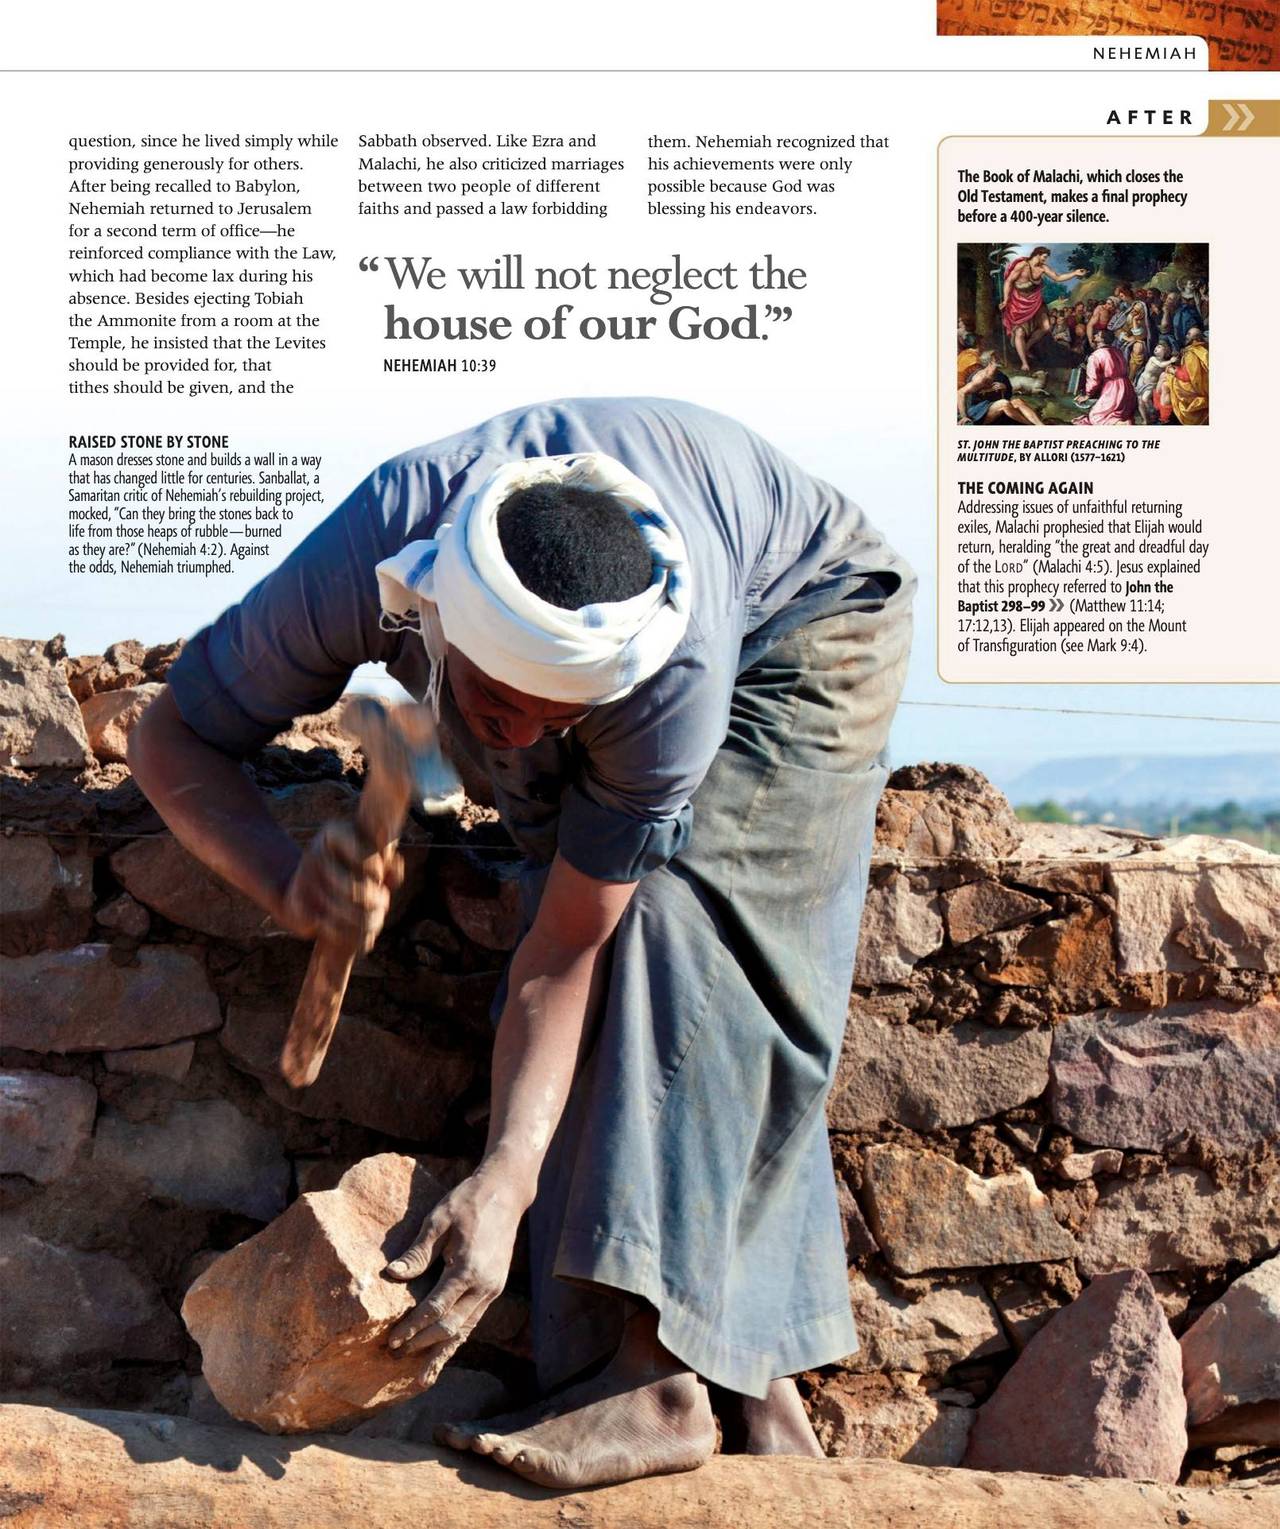 NEHEMIAH
question, since he lived simply while
providing generously for others.
After being recalled to Babylon,
Nehemiah returned to Jerusalem
for a second term of office—he
reinforced compliance with the Law,
which had become lax during his
absence. Besides ejecting Tobiah
the Ammonite from a room at the
Temple, he insisted that the Levites
should be provided for, that
tithes should be given, and the
Sabbath observed. Like Ezra and
Malachi, he also criticized marriages
between two people of different
faiths and passed a law forbidding
them. Nehemiah recognized that
his achievements were only
possible because God was
blessing his endeavors.
“We will not neglect the
house of our God.’”
NEHEMIAH 10:39
RAISED STONE BY STONE
A mason dresses stone and builds a wall in a way
that has changed little for centuries. Sanballat, a
Samaritan critic of Nehemiah’s rebuilding project,
mocked, “Can they bring the stones back to
life from those heaps of rubble—burned
as they are?” (Nehemiah 4:2). Against
the odds, Nehemiah triumphed.
AFTER
The Book of Malachi, which closes the
Old Testament, makes a final prophecy
before a 400-year silence.
ST. JOHN THE BAPTIST PREACHING TO THE
MULTITUDE, BY ALLORI (1577–1621)
THE COMING AGAIN
Addressing issues of unfaithful returning
exiles, Malachi prophesied that Elijah would
return, heralding “the great and dreadful day
of the LORD” (Malachi 4:5). Jesus explained
that this prophecy referred to John the
Baptist 298–99 » (Matthew 11:14;
17:12,13). Elijah appeared on the Mount
of Transfiguration (see Mark 9:4).